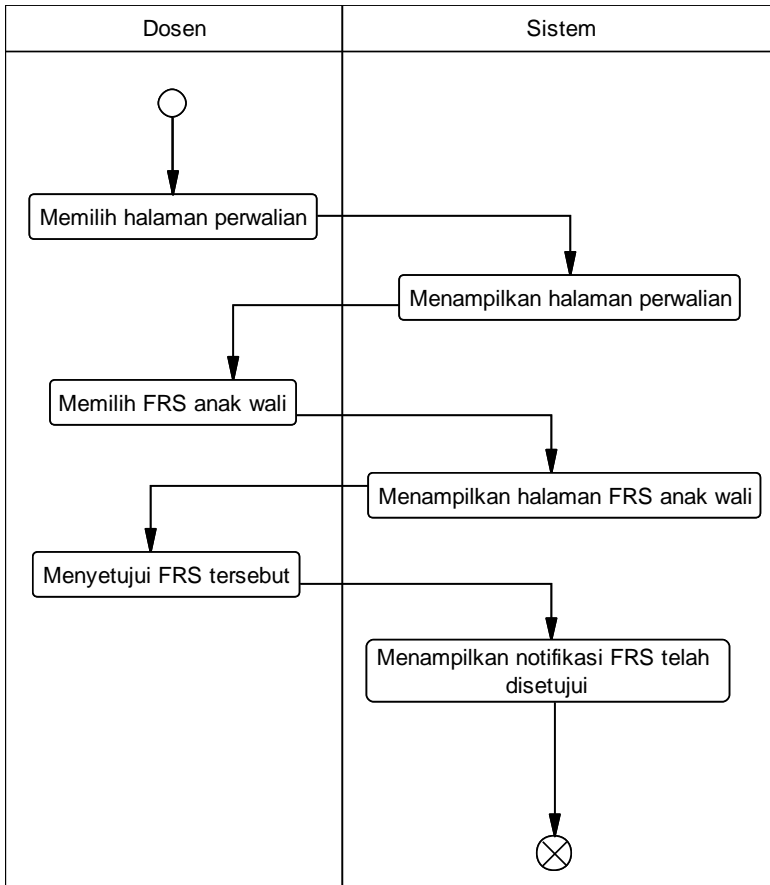 Dosen
Sistem
Memilih halaman perwalian
Menampilkan halaman perwalian
Memilih FRS anak wali
Menampilkan halaman FRS anak wali
Menyetujui FRS tersebut
Menampilkan notifikasi FRS telah
disetujui